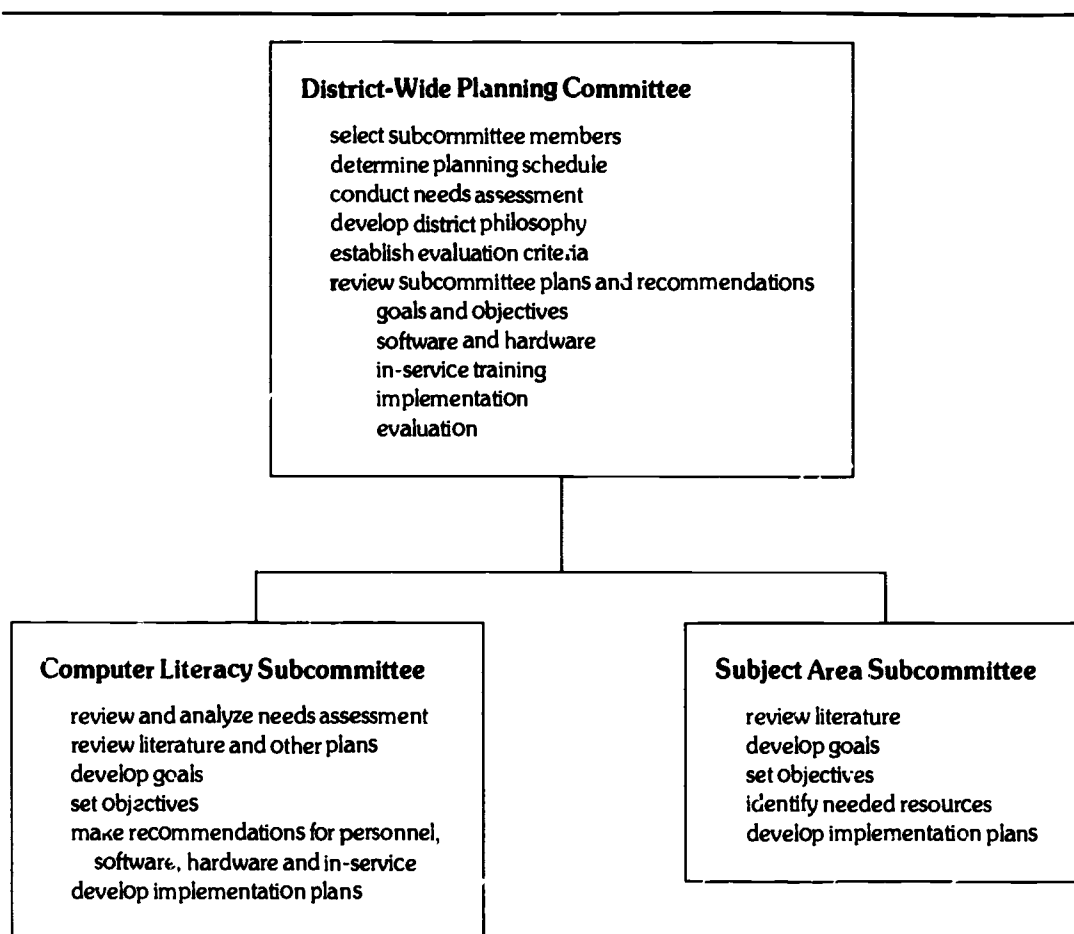 District-Wide Planning Committee
select subcommittee members
determine planning schedule
conduct needs assessment
develop district philosophy
establish evaluation criteria
review subcommittee plans and recommendations
goals and objectives
software and hardware
in-service training
implementation
evaluation
Computer Literacy Subcommittee
review and analyze needs assessment
review literature and other plans
develop goals
set objectives
make recommendations for personnel,
software, hardware and in-service
develop implementation plans
Subject Area Subcommittee
review literature
develop goals
set objectives
identify needed resources
develop implementation plans